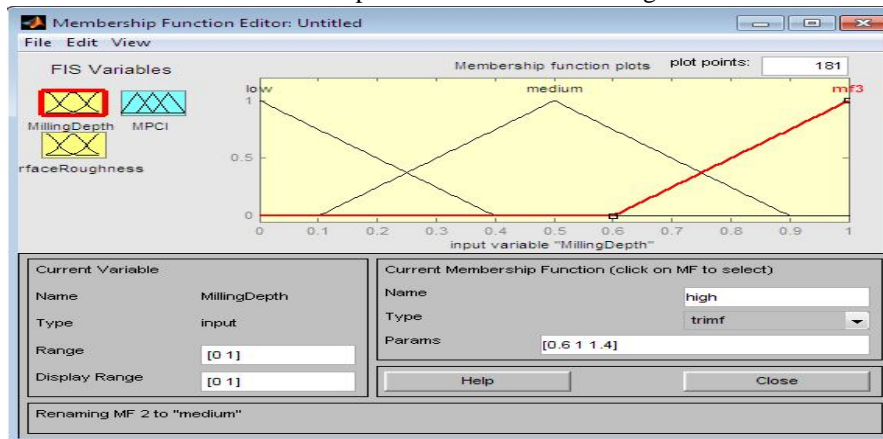 Membership Function Editor: Untitled
File Edit View
FIS Variables
Membership function plots
plot points:
181
low
medium
mf3
MillingDepth
MPCI
rfaceRoughness
1
0.5
0
0 0.1 0.2 0.3 0.4 0.5 0.6 0.7 0.8 0.9 1
input variable "MillingDepth"
Current Variable
Name MillingDepth
Type input
Range [0 1]
Display Range [0 1]
Current Membership Function (click on MF to select)
Name high
Type trimf
Params [0.6 1 1.4]
Help Close
Renaming MF 2 to "medium"